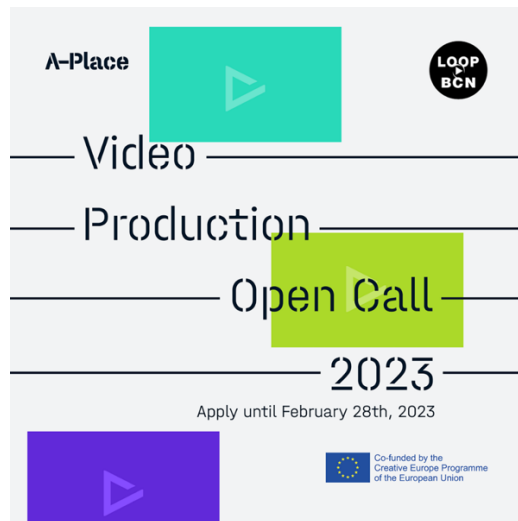 A-Place
LOOP
BCN
Video
Production
Open Call
2023
Apply until February 28th, 2023
Co-funded by the
Creative Europe Programme
of the European Union